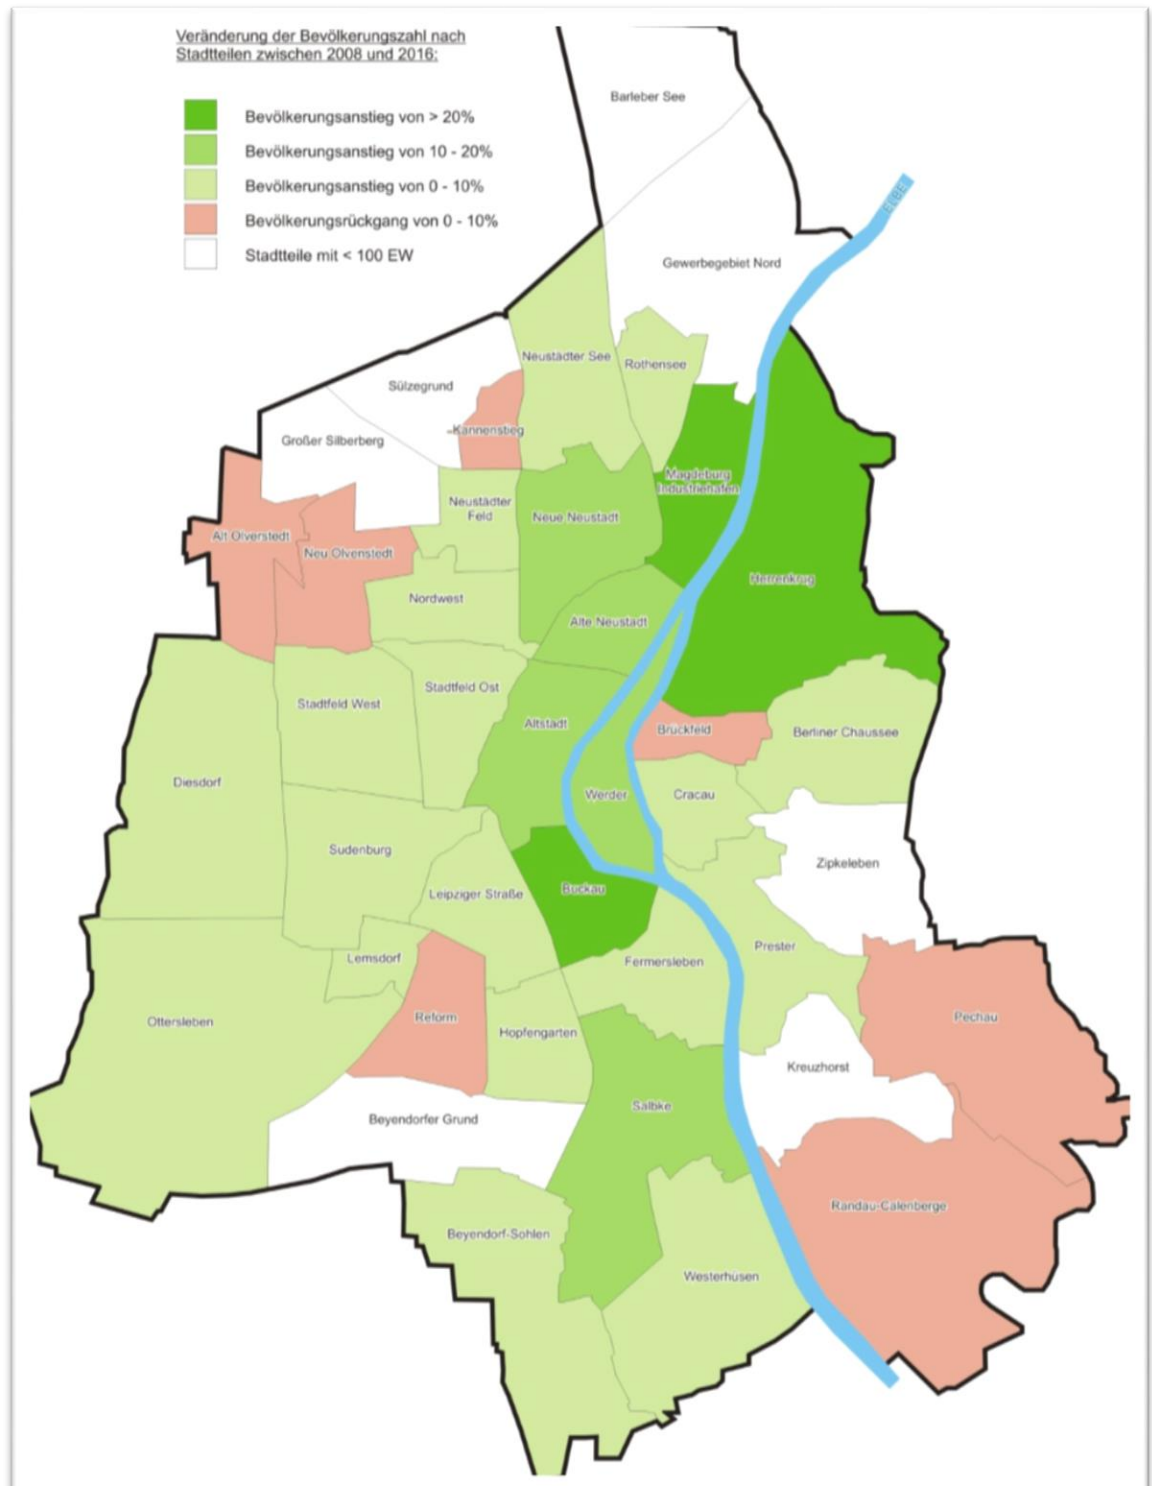 Veränderung der Bevölkerungszahl nach
Stadtteilen zwischen 2008 und 2016:
Bevölkerungsanstieg von > 20%
Bevölkerungsanstieg von 10 - 20%
Bevölkerungsanstieg von 0 - 10%
Bevölkerungsrückgang von 0 - 10%
Stadtteile mit < 100 EW
Barleber See
ELBE
Gewerbegebiet Nord
Neustädter See
Rothensee
Sülzegrund
Kannenstieg
Großer Silberberg
Magdeburg
Industriehafen
Neustädter
Feld
Neue Neustadt
Alt Olverstedt
Neu Olvenstedt
Herrenkrug
Nordwest
Alte Neustadt
Stadtfeld Ost
Stadtfeld West
Altstadt
Brückfeld
Berliner Chaussee
Diesdorf
Werder
Cracau
Sudenburg
Zipkeleben
Leipziger Straße
Buckau
Prester
Lemsdorf
Fermersleben
Ottersleben
Reform
Pechau
Hopfengarten
Kreuzhorst
Salbke
Beyendorfer Grund
Randau-Calenberge
Beyendorf-Sohlen
Westerhüsen